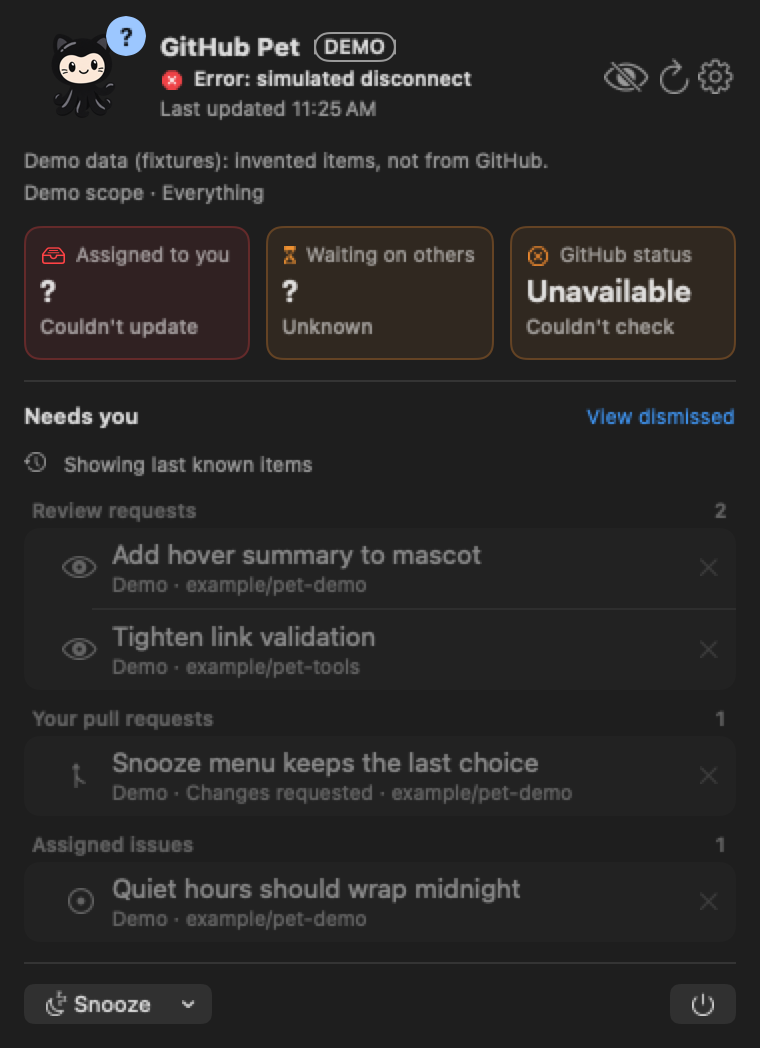 ?
GitHub Pet DEMO
Error: simulated disconnect
Last updated 11:25 AM
Demo data (fixtures): invented items, not from GitHub.
Demo scope · Everything
Assigned to you
?
Couldn't update
Waiting on others
?
Unknown
GitHub status
Unavailable
Couldn't check
Needs you
View dismissed
Showing last known items
Review requests 2
Add hover summary to mascot
Demo · example/pet-demo
Tighten link validation
Demo · example/pet-tools
Your pull requests 1
Snooze menu keeps the last choice
Demo · Changes requested · example/pet-demo
Assigned issues 1
Quiet hours should wrap midnight
Demo · example/pet-demo
Snooze